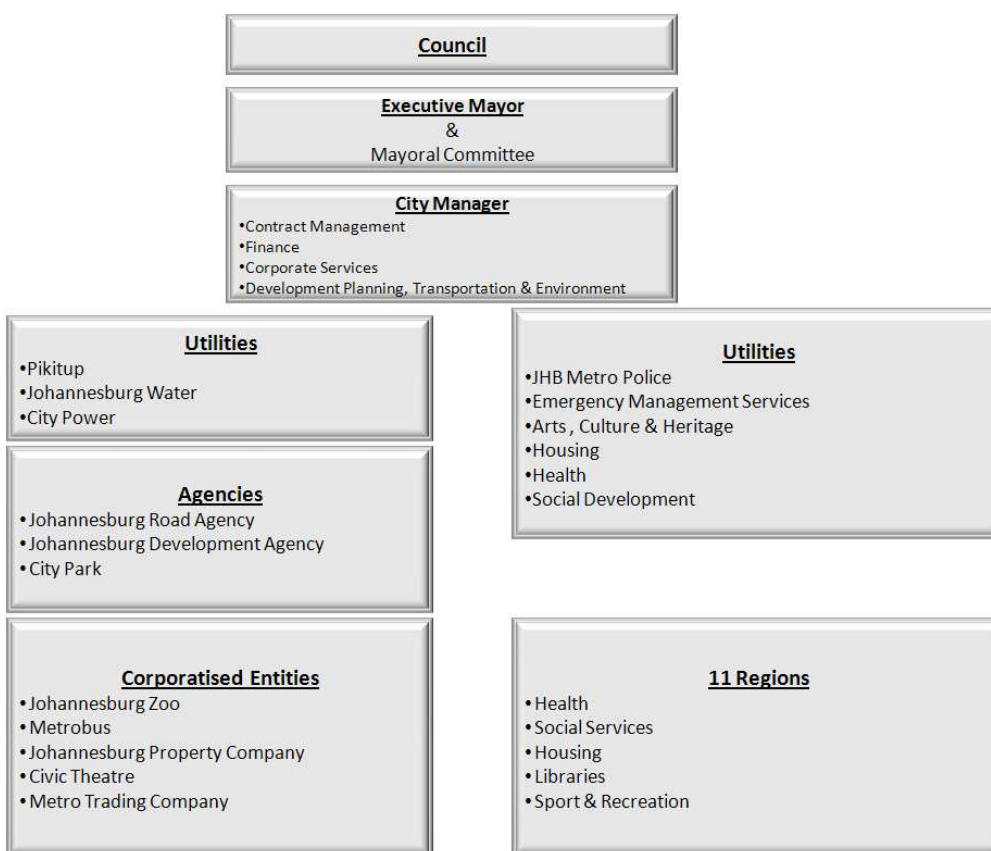 Council
Executive Mayor
&
Mayoral Committee
City Manager
•Contract Management
•Finance
•Corporate Services
•Development Planning, Transportation & Environment
Utilities
•Pikitup
•Johannesburg Water
•City Power
Utilities
•JHB Metro Police
•Emergency Management Services
•Arts , Culture & Heritage
•Housing
•Health
•Social Development
Agencies
•Johannesburg Road Agency
•Johannesburg Development Agency
•City Park
Corporatised Entities
•Johannesburg Zoo
•Metrobus
•Johannesburg Property Company
•Civic Theatre
•Metro Trading Company
11 Regions
•Health
•Social Services
•Housing
•Libraries
•Sport & Recreation